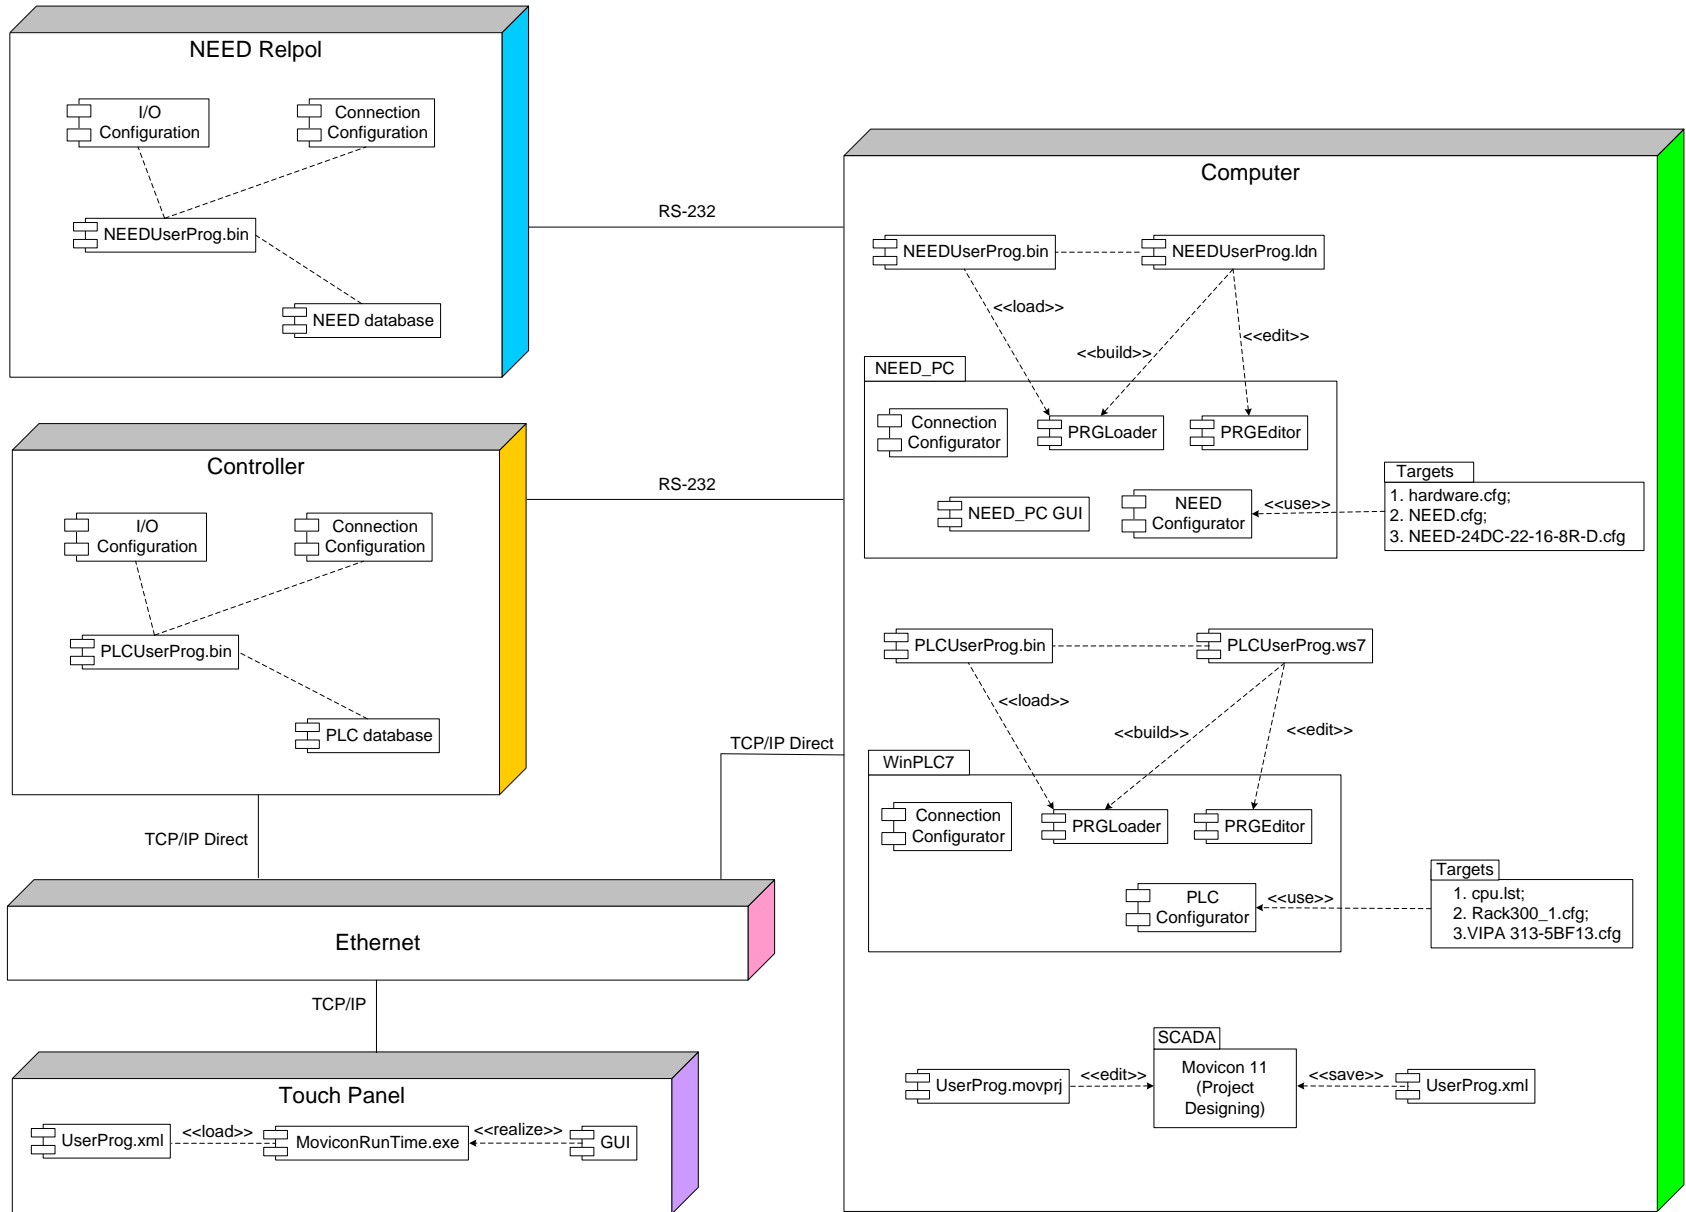 NEED Relpol
I/O
Configuration
Connection
Configuration
NEEDUserProg.bin
NEED database
Controller
I/O
Configuration
Connection
Configuration
PLCUserProg.bin
PLC database
RS-232
RS-232
TCP/IP Direct
TCP/IP Direct
Ethernet
TCP/IP
Touch Panel
UserProg.xml
<<load>>
MoviconRunTime.exe
<<realize>>
GUI
Computer
NEEDUserProg.bin
NEEDUserProg.ldn
<<load>>
<<build>>
<<edit>>
NEED_PC
Connection
Configurator
PRGLoader
PRGEditor
NEED_PC GUI
NEED
Configurator
<<use>>
Targets
1. hardware.cfg;
2. NEED.cfg;
3. NEED-24DC-22-16-8R-D.cfg
PLCUserProg.bin
PLCUserProg.ws7
<<load>>
<<build>>
<<edit>>
WinPLC7
Connection
Configurator
PRGLoader
PRGEditor
PLC
Configurator
<<use>>
Targets
1. cpu.lst;
2. Rack300_1.cfg;
3.VIPA 313-5BF13.cfg
SCADA
UserProg.movprj
<<edit>>
Movicon 11
(Project
Designing)
<<save>>
UserProg.xml